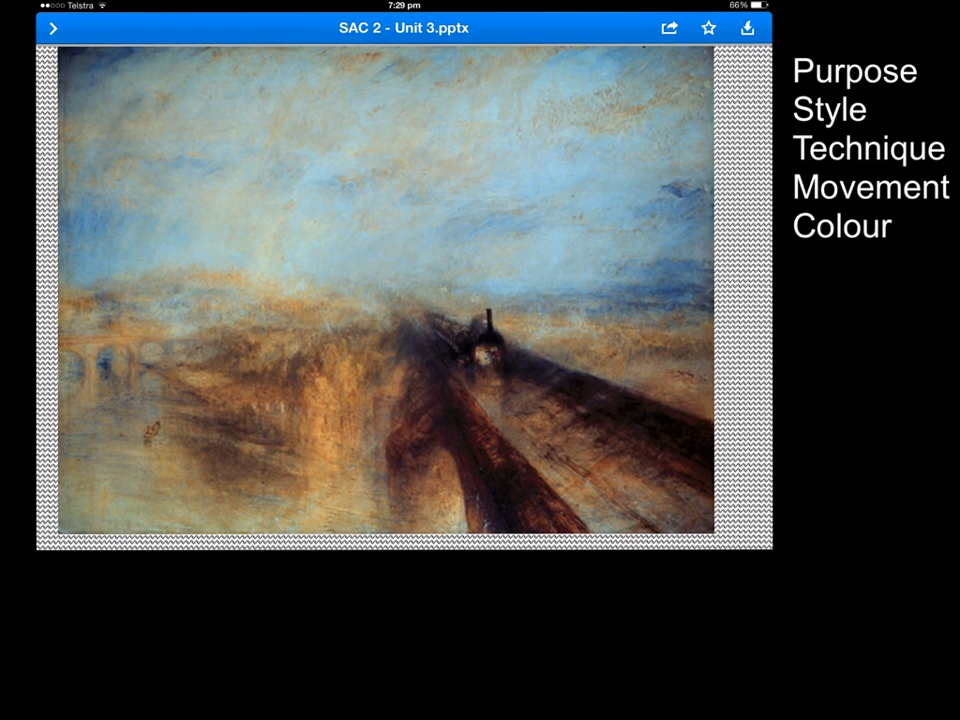 Telstra
7:29 pm
66%
SAC 2 - Unit 3.pptx
Purpose
Style
Technique
Movement
Colour